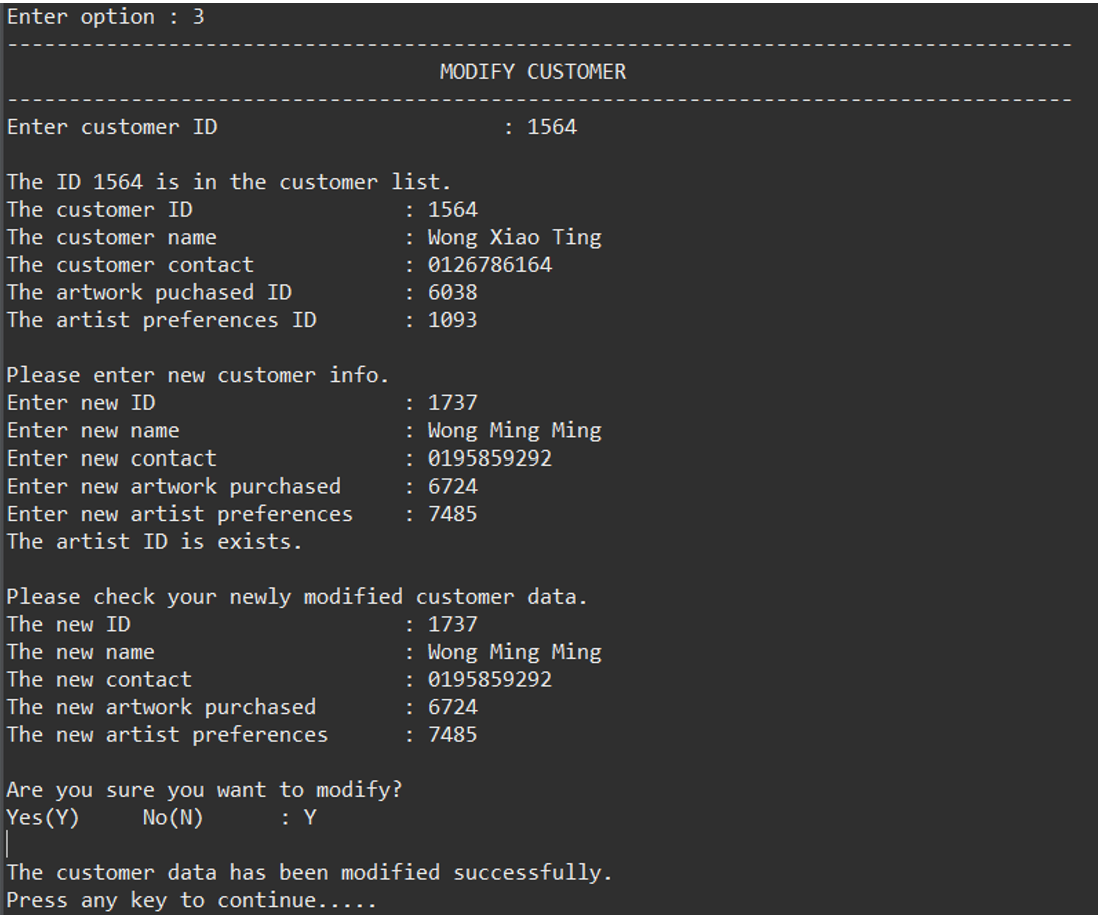 Enter option : 3
--------------------------------------------------------------------------------------
MODIFY CUSTOMER
--------------------------------------------------------------------------------------
Enter customer ID : 1564
The ID 1564 is in the customer list.
The customer ID : 1564
The customer name : Wong Xiao Ting
The customer contact : 0126786164
The artwork puchased ID : 6038
The artist preferences ID : 1093
Please enter new customer info.
Enter new ID : 1737
Enter new name : Wong Ming Ming
Enter new contact : 0195859292
Enter new artwork purchased : 6724
Enter new artist preferences : 7485
The artist ID is exists.
Please check your newly modified customer data.
The new ID : 1737
The new name : Wong Ming Ming
The new contact : 0195859292
The new artwork purchased : 6724
The new artist preferences : 7485
Are you sure you want to modify?
Yes(Y) No(N) : Y
The customer data has been modified successfully.
Press any key to continue.....